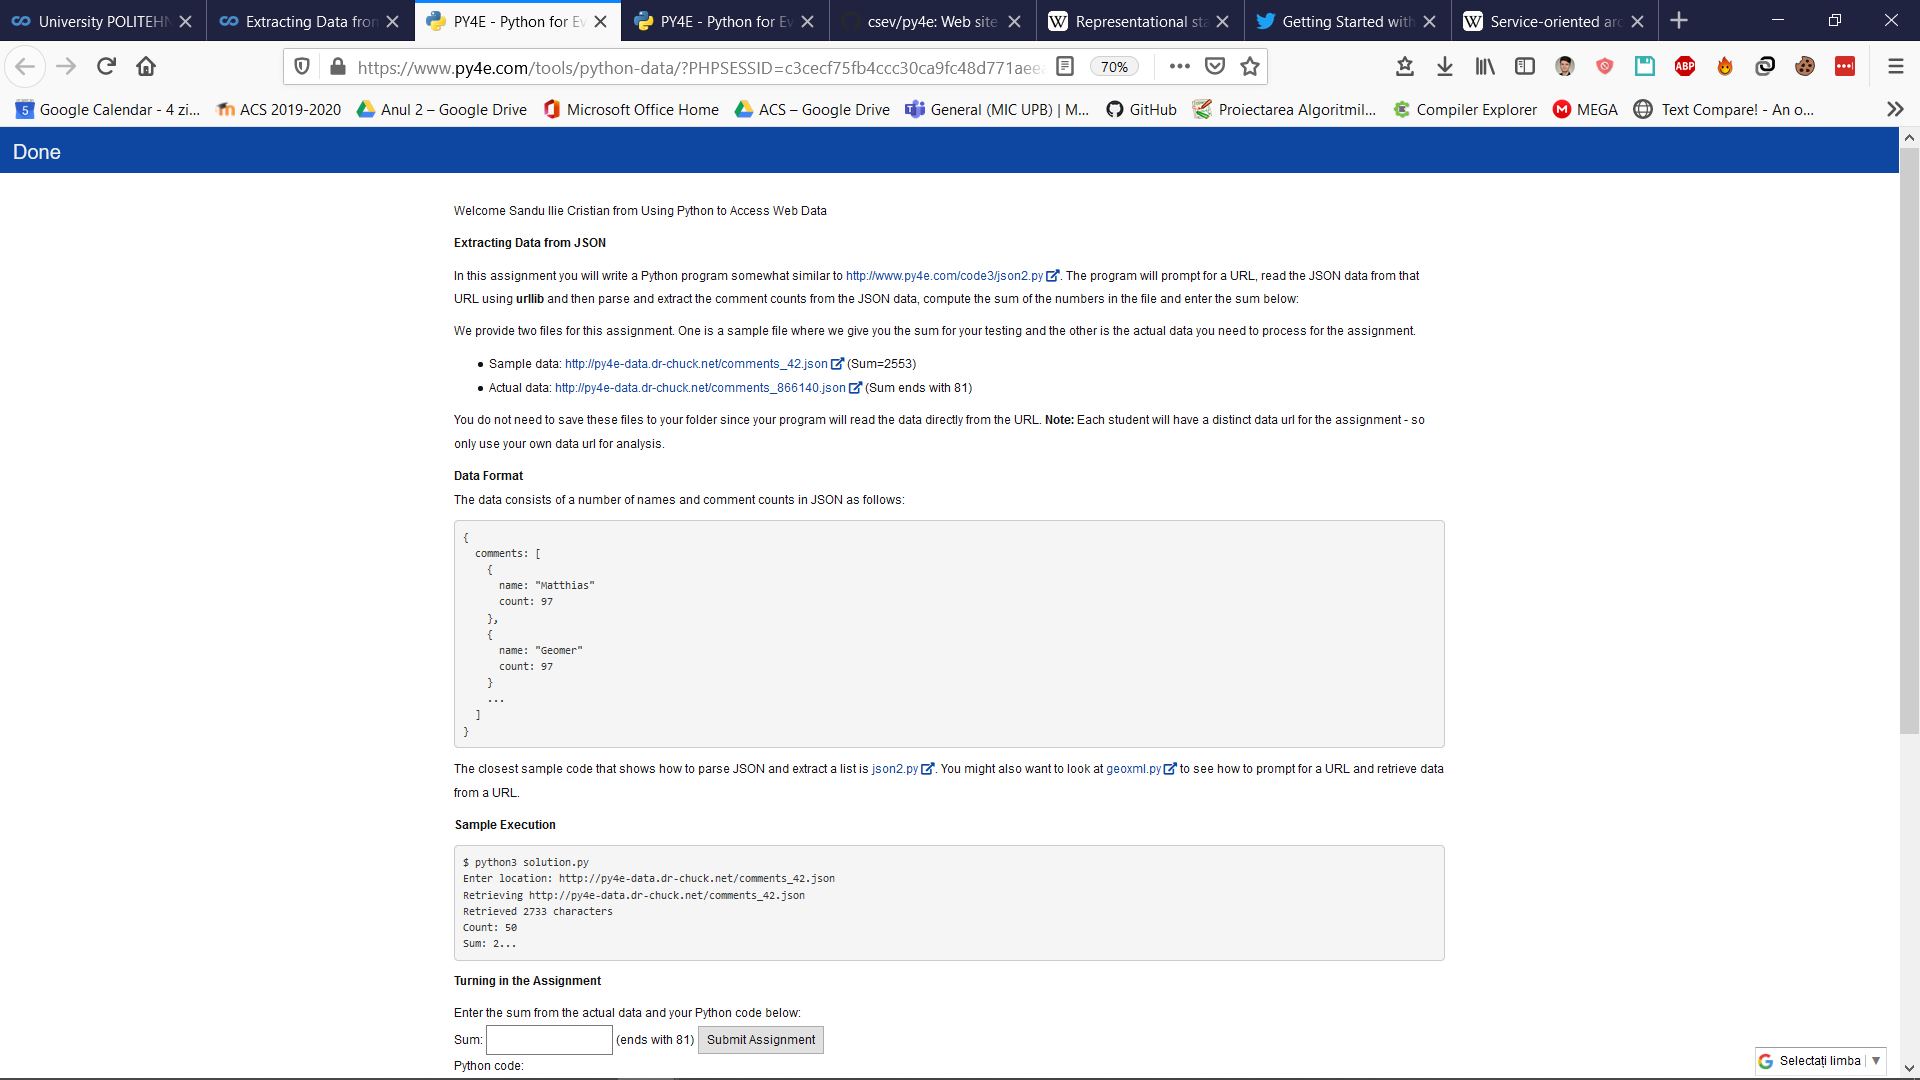 University POLITEHN
Extracting Data from
PY4E - Python for Ev
PY4E - Python for Ev
csev/py4e: Web site
Representational sta
Getting Started with
Service-oriented arc
https://www.py4e.com/tools/python-data/?PHPSESSID=c3cecf75fb4ccc30ca9fc48d771aee
70%
Google Calendar - 4 zi...
ACS 2019-2020
Anul 2 – Google Drive
Microsoft Office Home
ACS – Google Drive
General (MIC UPB) | M...
GitHub
Proiectarea Algoritmil...
Compiler Explorer
MEGA
Text Compare! - An o...
Done
Welcome Sandu Ilie Cristian from Using Python to Access Web Data
Extracting Data from JSON
In this assignment you will write a Python program somewhat similar to http://www.py4e.com/code3/json2.py. The program will prompt for a URL, read the JSON data from that
URL using urllib and then parse and extract the comment counts from the JSON data, compute the sum of the numbers in the file and enter the sum below:
We provide two files for this assignment. One is a sample file where we give you the sum for your testing and the other is the actual data you need to process for the assignment.
• Sample data: http://py4e-data.dr-chuck.net/comments_42.json (Sum=2553)
• Actual data: http://py4e-data.dr-chuck.net/comments_866140.json (Sum ends with 81)
You do not need to save these files to your folder since your program will read the data directly from the URL. Note: Each student will have a distinct data url for the assignment - so
only use your own data url for analysis.
Data Format
The data consists of a number of names and comment counts in JSON as follows:
{
comments: [
{
name: "Matthias"
count: 97
},
{
name: "Geomer"
count: 97
}
...
]
}
The closest sample code that shows how to parse JSON and extract a list is json2.py. You might also want to look at geoxml.py to see how to prompt for a URL and retrieve data
from a URL.
Sample Execution
$ python3 solution.py
Enter location: http://py4e-data.dr-chuck.net/comments_42.json
Retrieving http://py4e-data.dr-chuck.net/comments_42.json
Retrieved 2733 characters
Count: 50
Sum: 2...
Turning in the Assignment
Enter the sum from the actual data and your Python code below:
Sum: (ends with 81) Submit Assignment
Python code:
Selectați limba